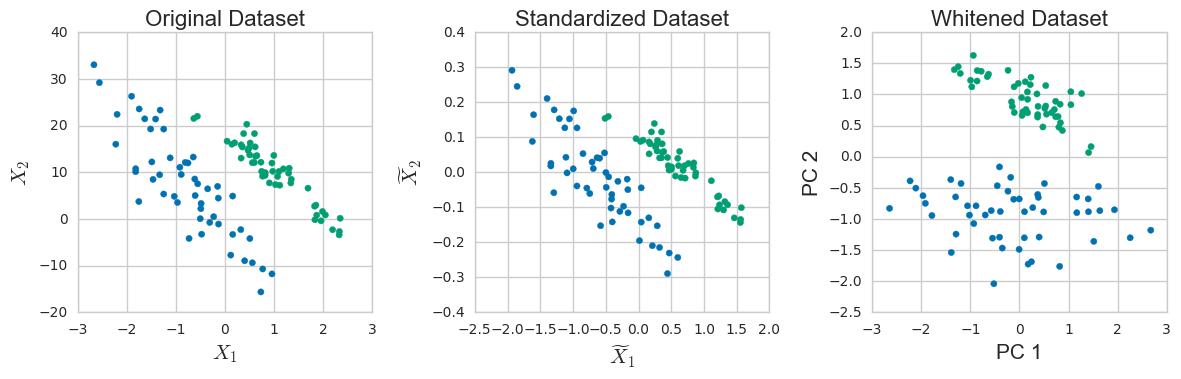 Original Dataset
40
30
20
10
0
−10
−20
−3 −2 −1 0 1 2 3
X₁
X₂
Standardized Dataset
0.4
0.3
0.2
0.1
0.0
−0.1
−0.2
−0.3
−0.4
−2.5 −2.0 −1.5 −1.0 −0.5 0.0 0.5 1.0 1.5 2.0
X̃₁
X̃₂
Whitened Dataset
2.0
1.5
1.0
0.5
0.0
−0.5
−1.0
−1.5
−2.0
−2.5
−3 −2 −1 0 1 2 3
PC 1
PC 2